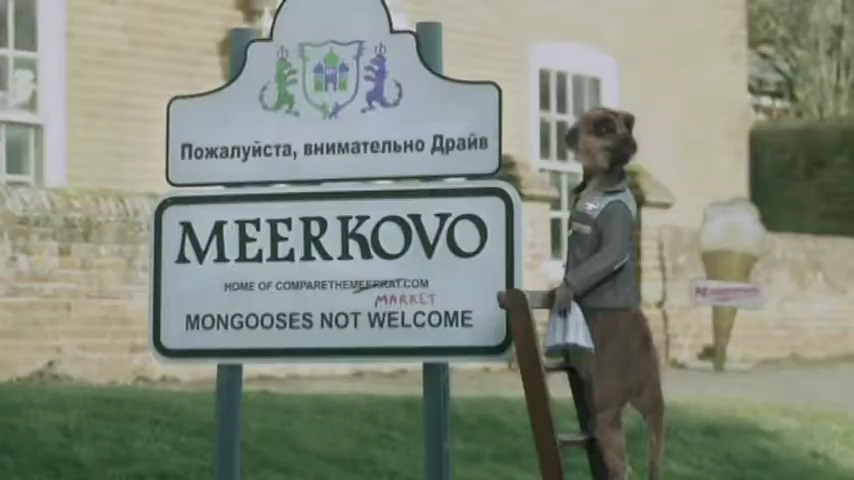 Пожалуйста, внимательно Драйв
MEERKOVO
HOME OF COMPARETHEMEERKAT.COM
MARKET
MONGOOSES NOT WELCOME